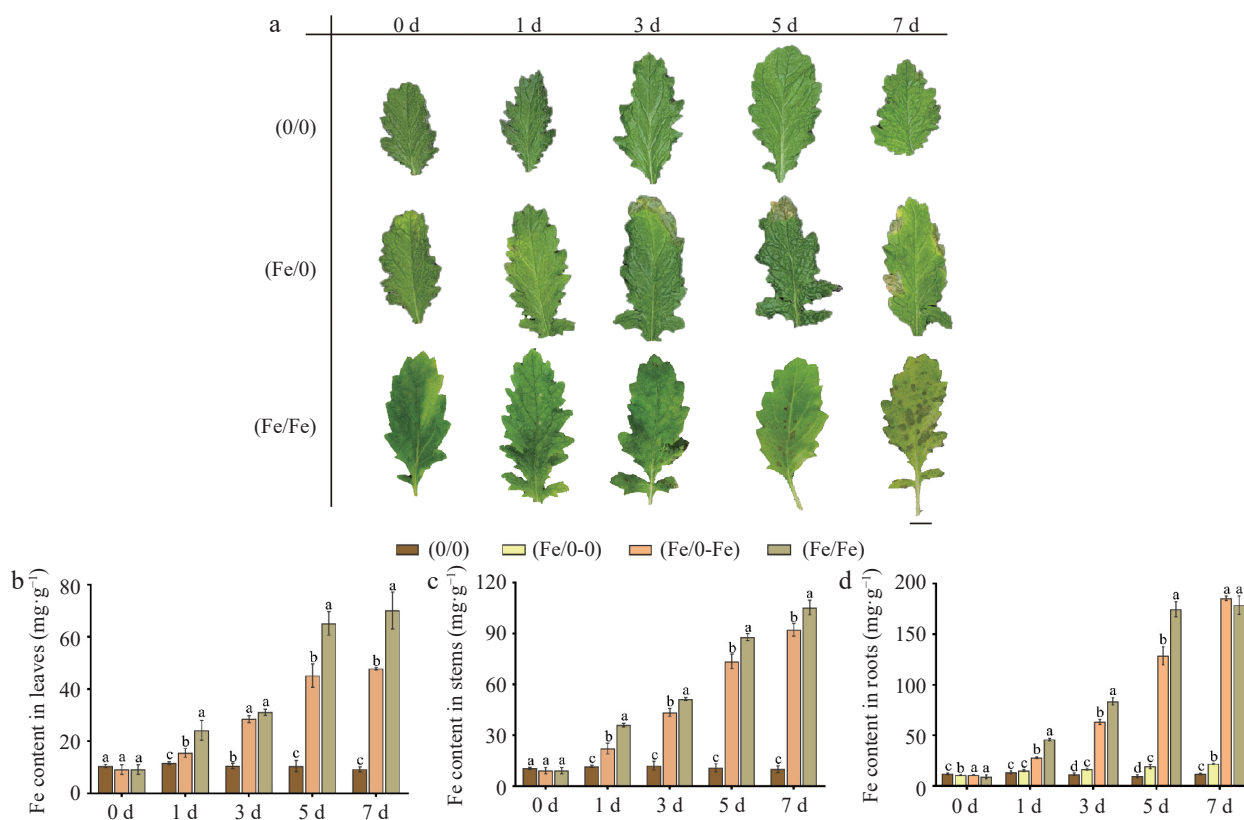 a 0 d 1 d 3 d 5 d 7 d
(0/0)
(Fe/0)
(Fe/Fe)
(0/0) (Fe/0-0) (Fe/0-Fe) (Fe/Fe)
b
Fe content in leaves (mg·g⁻¹)
80
60
40
20
0
a a a c b a b a a c b a c b a
0 d 1 d 3 d 5 d 7 d
c
Fe content in stems (mg·g⁻¹)
120
90
60
30
0
a a a c b a c b a c b a c b a
0 d 1 d 3 d 5 d 7 d
d
Fe content in roots (mg·g⁻¹)
200
150
100
50
0
c b a a c c b a d c b a d c b a c b a a
0 d 1 d 3 d 5 d 7 d